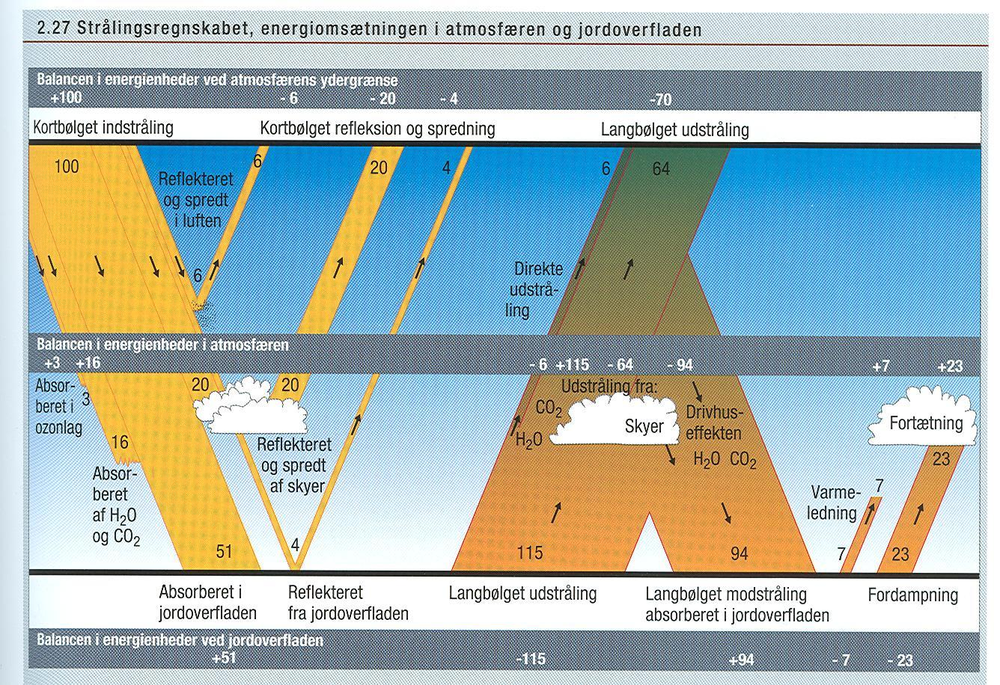 2.27 Strålingsregnskabet, energiomsætningen i atmosfæren og jordoverfladen
Balancen i energienheder ved atmosfærens ydergrænse
+100 - 6 - 20 - 4 -70
Kortbølget indstråling Kortbølget refleksion og spredning Langbølget udstråling
100 6 20 4 6 64
Reflekteret
og spredt
i luften
6
Direkte
udstrå-
ling
Balancen i energienheder i atmosfæren
+3 +16 - 6 +115 - 64 - 94 +7 +23
Absor-
beret i
ozonlag
3
16
Absor-
beret
af H2O
og CO2
20 20
Reflekteret
og spredt
af skyer
51
4
Udstråling fra:
CO2
H2O
Skyer
Drivhus-
effekten
H2O CO2
115
94
Varme-
ledning
7
7
Fortætning
23
23
Absorberet i
jordoverfladen
Reflekteret
fra jordoverfladen
Langbølget udstråling
Langbølget modstråling
absorberet i jordoverfladen
Fordampning
Balancen i energienheder ved jordoverfladen
+51 -115 +94 - 7 - 23